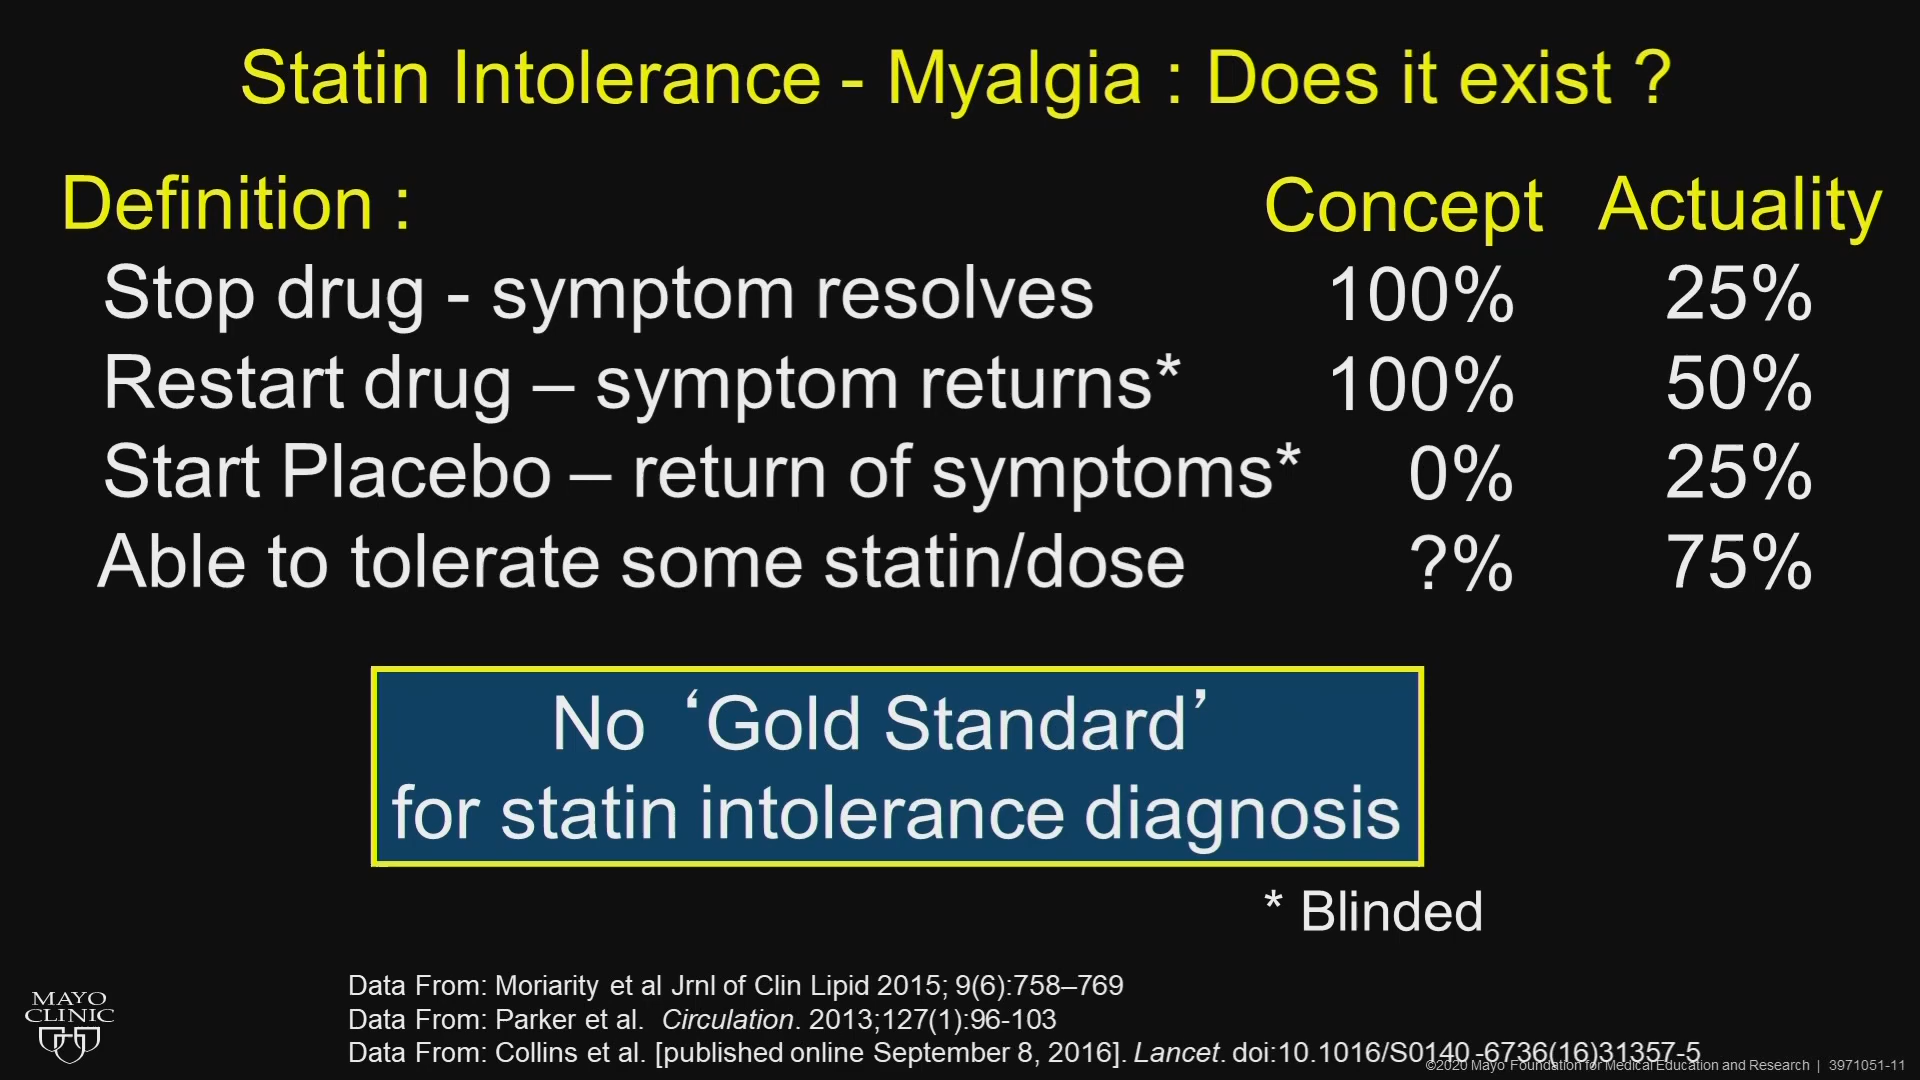 Statin Intolerance - Myalgia : Does it exist ?
Definition : Concept Actuality
Stop drug - symptom resolves 100% 25%
Restart drug – symptom returns* 100% 50%
Start Placebo – return of symptoms* 0% 25%
Able to tolerate some statin/dose ?% 75%
No ‘Gold Standard’
for statin intolerance diagnosis
* Blinded
Data From: Moriarity et al Jrnl of Clin Lipid 2015; 9(6):758–769
Data From: Parker et al. Circulation. 2013;127(1):96-103
Data From: Collins et al. [published online September 8, 2016]. Lancet. doi:10.1016/S0140-6736(16)31357-5
MAYO
CLINIC
©2020 Mayo Foundation for Medical Education and Research | 3971051-11